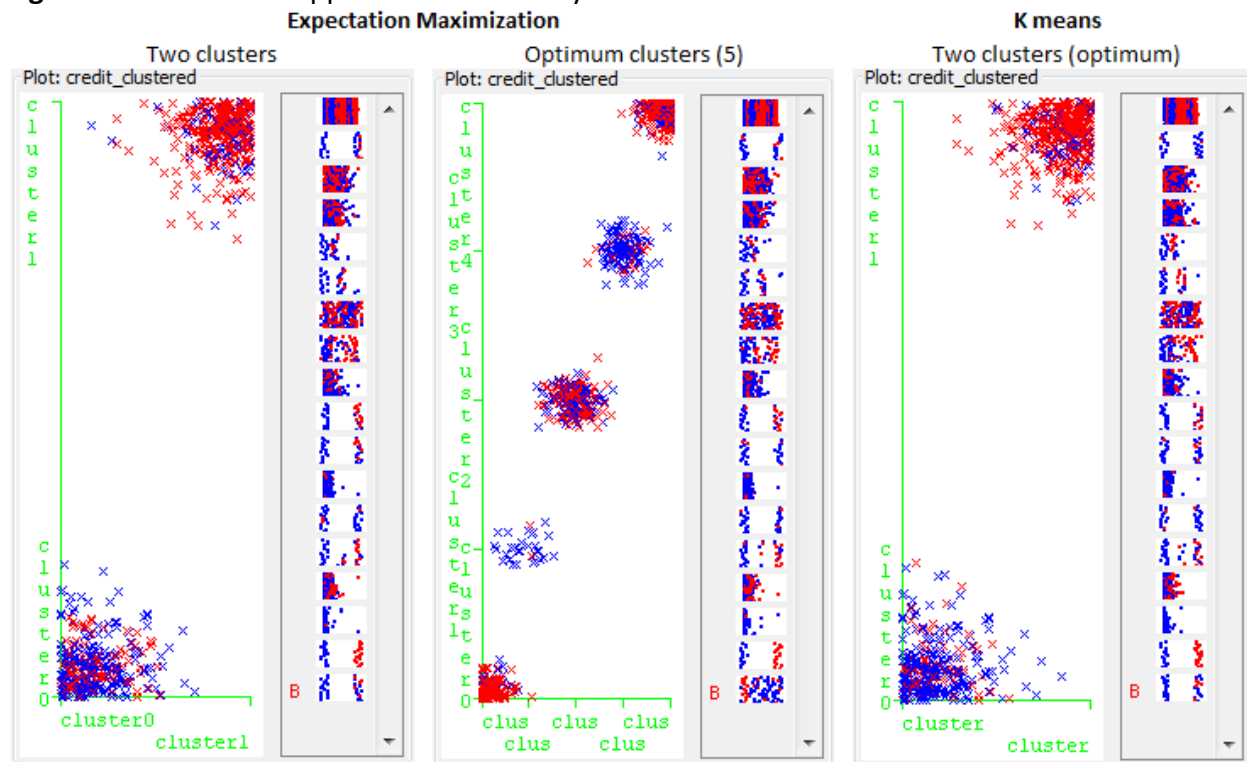 Expectation Maximization
K means
Two clusters
Optimum clusters (5)
Two clusters (optimum)
Plot: credit_clustered
Plot: credit_clustered
Plot: credit_clustered
cluster1
cluster0
cluster0
cluster1
B
cluster4
cluster3
cluster2
cluster1
cluster0
clus clus clus
clus clus
B
cluster1
cluster0
cluster
cluster
B